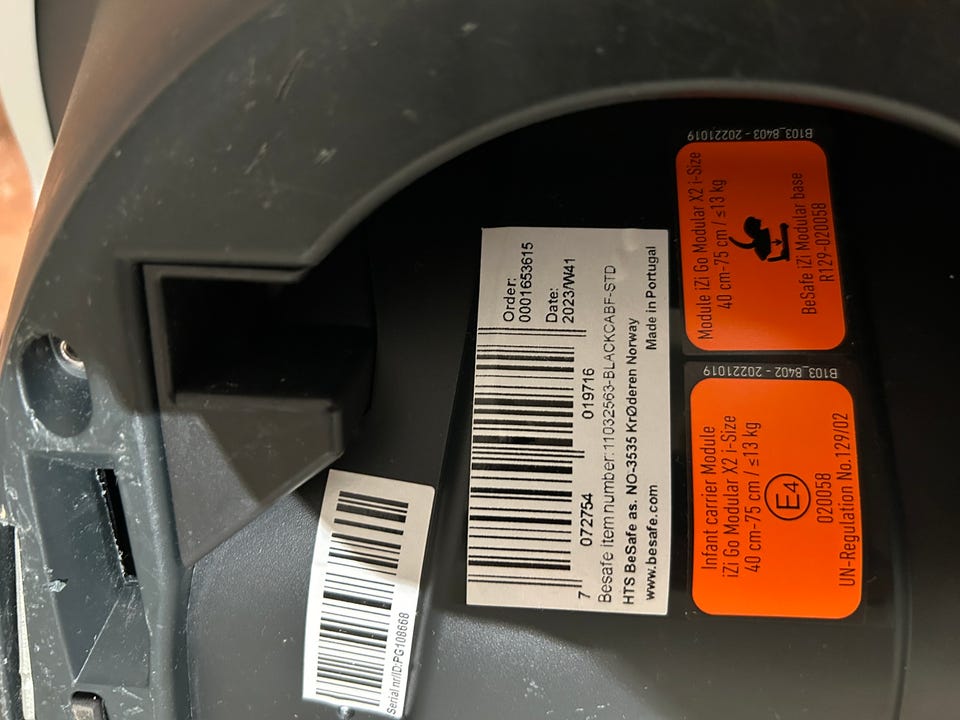 Serial nr/ID:PG108668
Order:
0001653615
Date:
2023/W41
7 072754 019716
Besafe item number:11032563-BLACKCABF-STD
HTS BeSafe as. NO-3535 KrØderen Norway
www.besafe.com Made in Portugal
B103_8402 - 20221019
Infant carrier Module
iZi Go Modular X2 i-Size
40 cm-75 cm / ≤13 kg
E4
020058
UN-Regulation No.129/02
B103_8403 - 20221019
Module iZi Go Modular X2 i-Size
40 cm-75 cm / ≤13 kg
BeSafe iZi Modular base
R129-020058